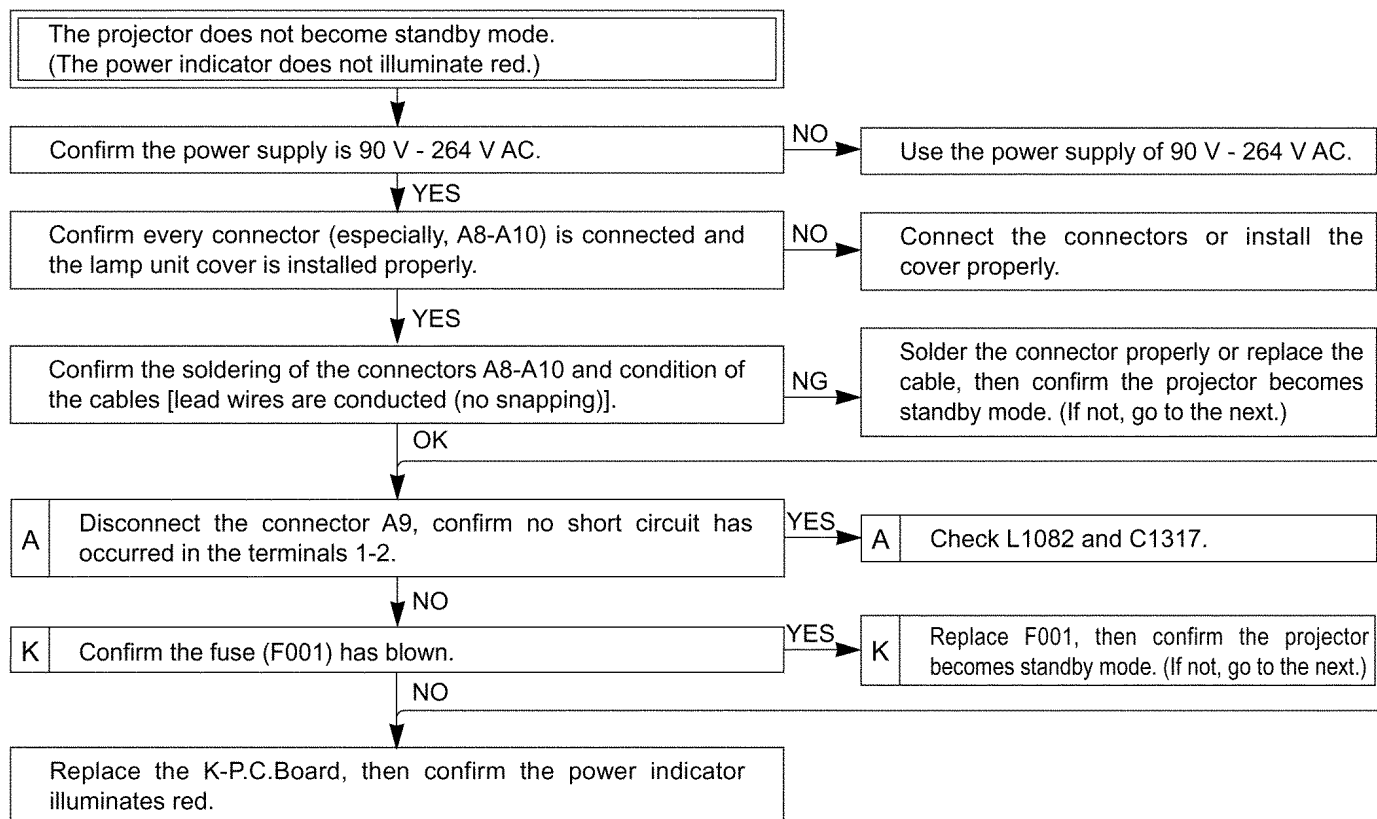 The projector does not become standby mode.
(The power indicator does not illuminate red.)
Confirm the power supply is 90 V - 264 V AC.
NO
Use the power supply of 90 V - 264 V AC.
YES
Confirm every connector (especially, A8-A10) is connected and
the lamp unit cover is installed properly.
NO
Connect the connectors or install the
cover properly.
YES
Confirm the soldering of the connectors A8-A10 and condition of
the cables [lead wires are conducted (no snapping)].
NG
Solder the connector properly or replace the
cable, then confirm the projector becomes
standby mode. (If not, go to the next.)
OK
A
Disconnect the connector A9, confirm no short circuit has
occurred in the terminals 1-2.
YES
A
Check L1082 and C1317.
NO
K
Confirm the fuse (F001) has blown.
YES
K
Replace F001, then confirm the projector
becomes standby mode. (If not, go to the next.)
NO
Replace the K-P.C.Board, then confirm the power indicator
illuminates red.